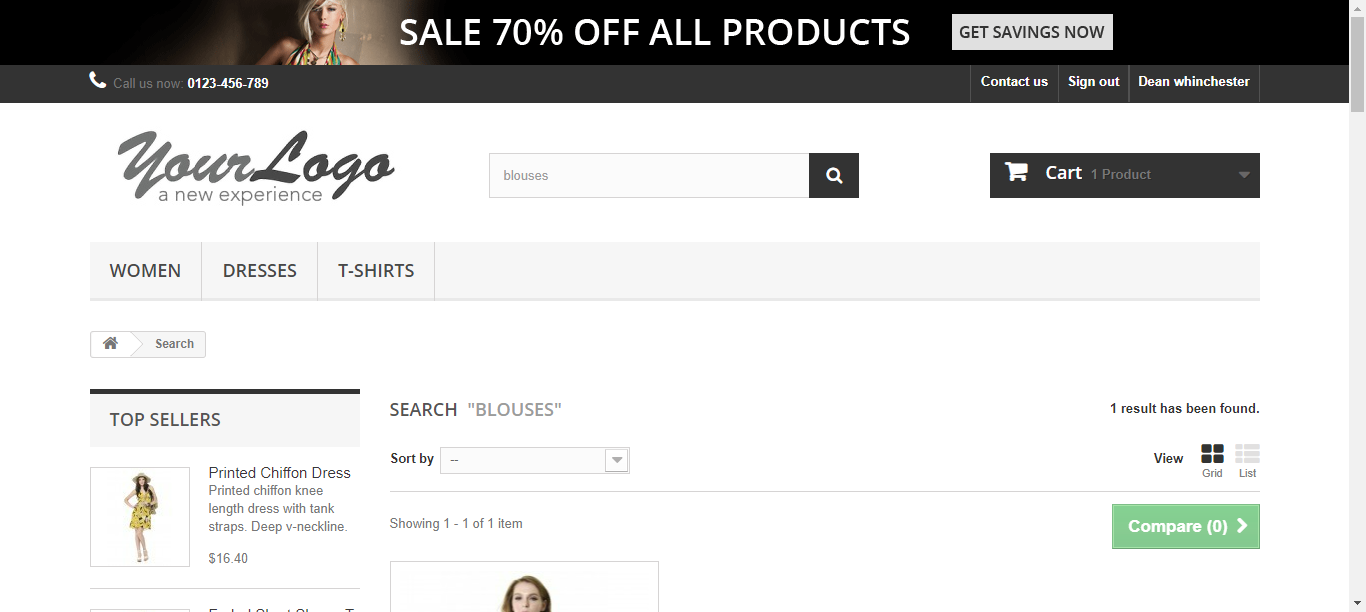 SALE 70% OFF ALL PRODUCTS GET SAVINGS NOW
Call us now: 0123-456-789 Contact us Sign out Dean whinchester
YourLogo
a new experience
blouses
Cart 1 Product
WOMEN DRESSES T-SHIRTS
Search
TOP SELLERS
Printed Chiffon Dress
Printed chiffon knee
length dress with tank
straps. Deep v-neckline.
$16.40
SEARCH "BLOUSES" 1 result has been found.
Sort by -- View Grid List
Showing 1 - 1 of 1 item Compare (0)